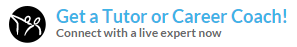 Get a Tutor or Career Coach!
Connect with a live expert now